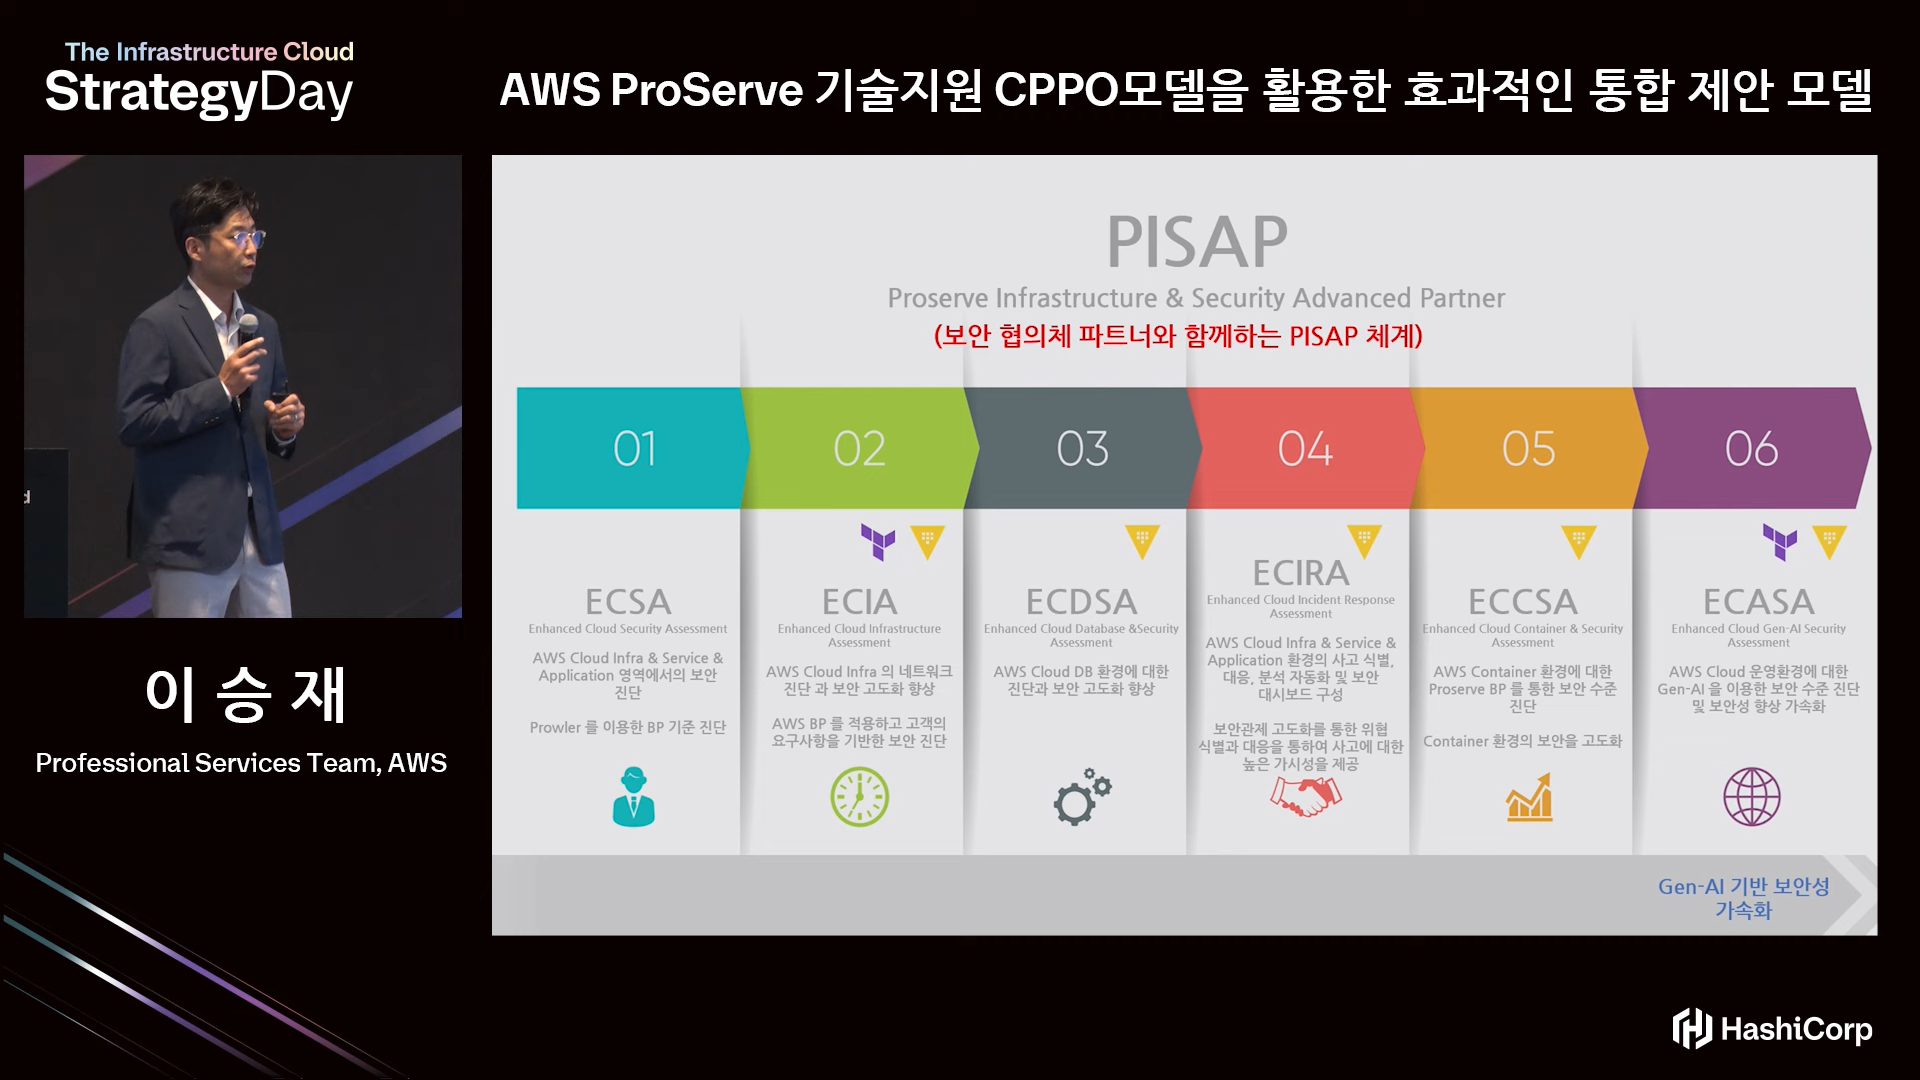 The Infrastructure Cloud
StrategyDay
AWS ProServe 기술지원 CPPO모델을 활용한 효과적인 통합 제안 모델
d
이 승 재
Professional Services Team, AWS
PISAP
Proserve Infrastructure & Security Advanced Partner
(보안 협의체 파트너와 함께하는 PISAP 체계)
01
02
03
04
05
06
ECSA
Enhanced Cloud Security Assessment
AWS Cloud Infra & Service &
Application 영역에서의 보안
진단
Prowler 를 이용한 BP 기준 진단
ECIA
Enhanced Cloud Infrastructure
Assessment
AWS Cloud Infra 의 네트워크
진단 과 보안 고도화 향상
AWS BP 를 적용하고 고객의
요구사항을 기반한 보안 진단
ECDSA
Enhanced Cloud Database &Security
Assessment
AWS Cloud DB 환경에 대한
진단과 보안 고도화 향상
ECIRA
Enhanced Cloud Incident Response
Assessment
AWS Cloud Infra & Service &
Application 환경의 사고 식별,
대응, 분석 자동화 및 보안
대시보드 구성
보안관제 고도화를 통한 위협
식별과 대응을 통하여 사고에 대한
높은 가시성을 제공
ECCSA
Enhanced Cloud Container & Security
Assessment
AWS Container 환경에 대한
Proserve BP 를 통한 보안 수준
진단
Container 환경의 보안을 고도화
ECASA
Enhanced Cloud Gen-AI Security
Assessment
AWS Cloud 운영환경에 대한
Gen-AI 을 이용한 보안 수준 진단
및 보안성 향상 가속화
Gen-AI 기반 보안성
가속화
HashiCorp